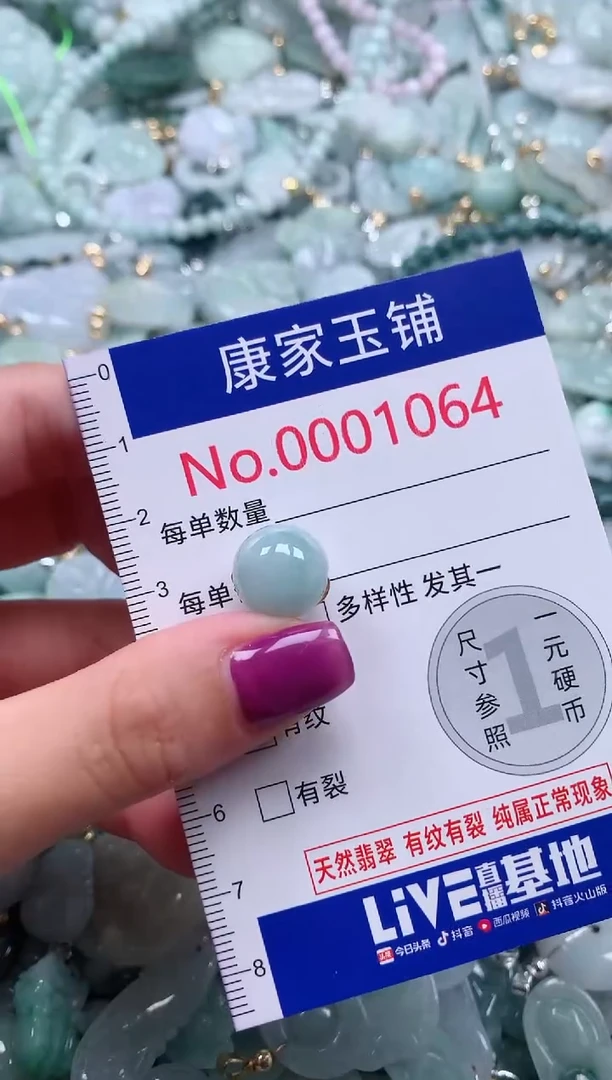 康家玉铺
No.0001064
0
1
2
3
6
7
8
每单数量
每单
多样性 发其一
有纹
有裂
1
尺寸参照
一元硬币
天然翡翠 有纹有裂 纯属正常现象
LiVE直播基地
头条 今日头条 抖音 西瓜视频 抖音火山版